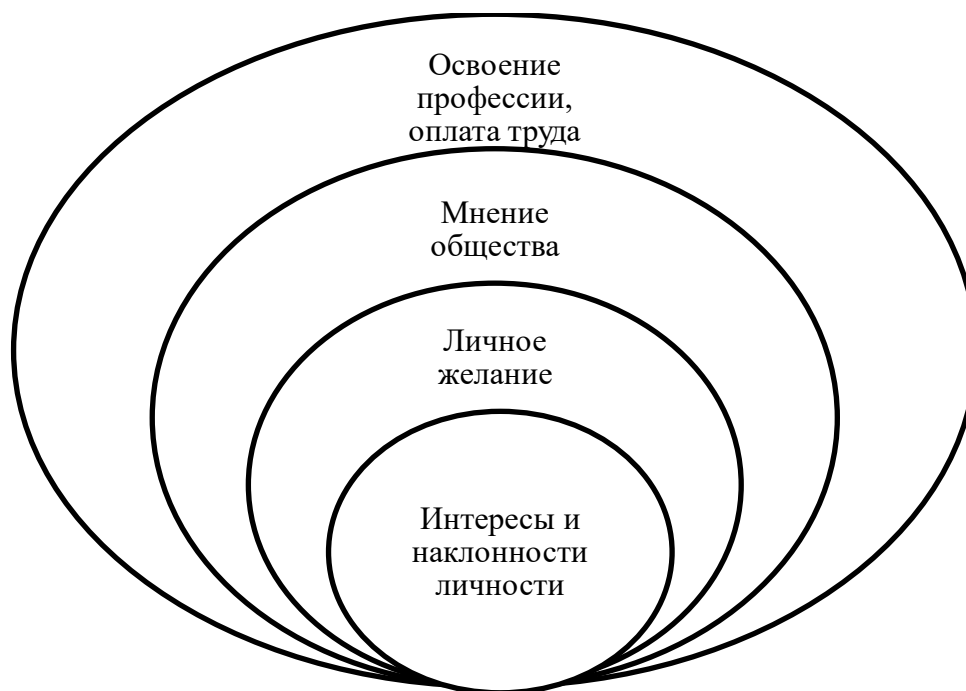 Освоение
профессии,
оплата труда
Мнение
общества
Личное
желание
Интересы и
наклонности
личности